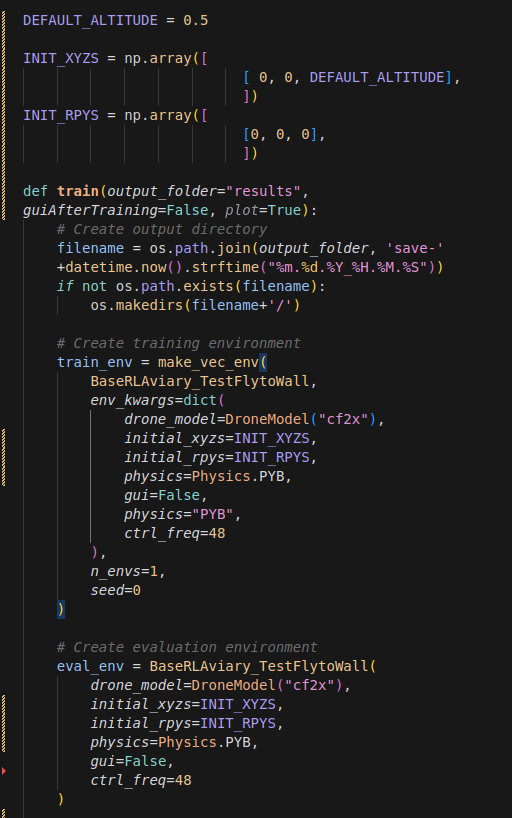 DEFAULT_ALTITUDE = 0.5
INIT_XYZS = np.array([
[ 0, 0, DEFAULT_ALTITUDE],
])
INIT_RPYS = np.array([
[0, 0, 0],
])
def train(output_folder="results",
guiAfterTraining=False, plot=True):
# Create output directory
filename = os.path.join(output_folder, 'save-'
+datetime.now().strftime("%m.%d.%Y_%H.%M.%S"))
if not os.path.exists(filename):
os.makedirs(filename+'/')
# Create training environment
train_env = make_vec_env(
BaseRLAviary_TestFlytoWall,
env_kwargs=dict(
drone_model=DroneModel("cf2x"),
initial_xyzs=INIT_XYZS,
initial_rpys=INIT_RPYS,
physics=Physics.PYB,
gui=False,
physics="PYB",
ctrl_freq=48
),
n_envs=1,
seed=0
)
# Create evaluation environment
eval_env = BaseRLAviary_TestFlytoWall(
drone_model=DroneModel("cf2x"),
initial_xyzs=INIT_XYZS,
initial_rpys=INIT_RPYS,
physics=Physics.PYB,
gui=False,
ctrl_freq=48
)